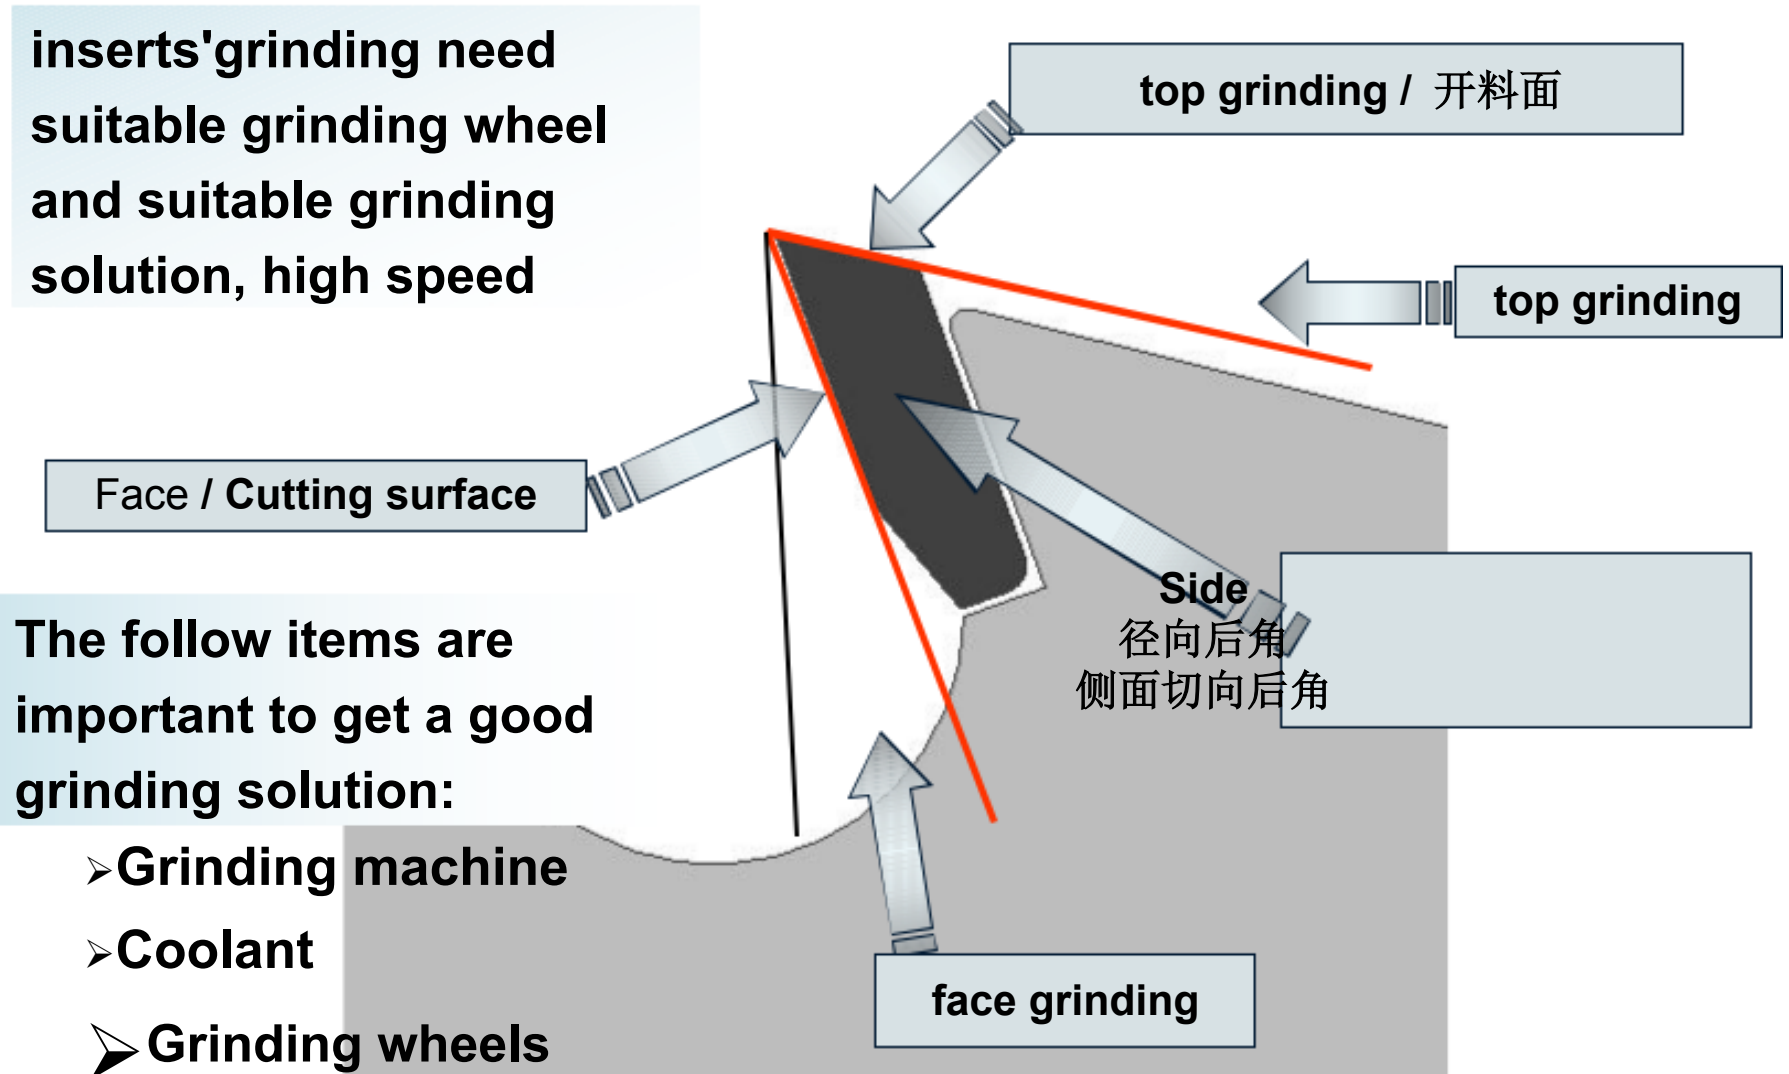 inserts'grinding need
suitable grinding wheel
and suitable grinding
solution, high speed
top grinding / 开料面
top grinding
Face / Cutting surface
Side
径向后角
侧面切向后角
The follow items are
important to get a good
grinding solution:
➢Grinding machine
➢Coolant
➢Grinding wheels
face grinding